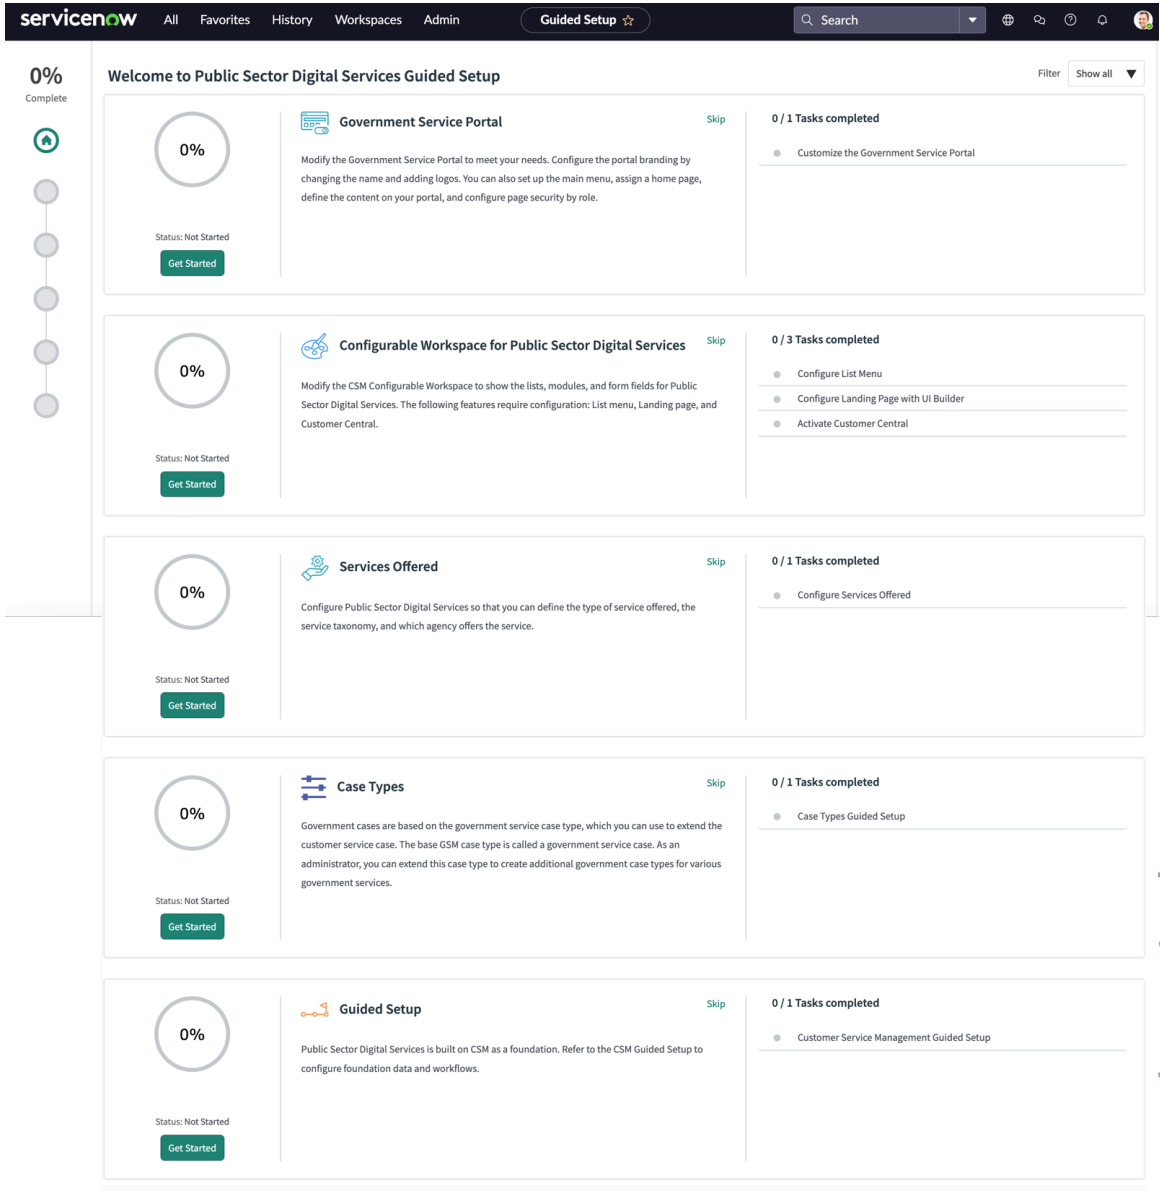 servicenow All Favorites History Workspaces Admin Guided Setup Search
0%
Complete
Welcome to Public Sector Digital Services Guided Setup
Filter Show all
0%
Status: Not Started
Get Started
Government Service Portal
Skip
Modify the Government Service Portal to meet your needs. Configure the portal branding by
changing the name and adding logos. You can also set up the main menu, assign a home page,
define the content on your portal, and configure page security by role.
0 / 1 Tasks completed
Customize the Government Service Portal
0%
Status: Not Started
Get Started
Configurable Workspace for Public Sector Digital Services
Skip
Modify the CSM Configurable Workspace to show the lists, modules, and form fields for Public
Sector Digital Services. The following features require configuration: List menu, Landing page, and
Customer Central.
0 / 3 Tasks completed
Configure List Menu
Configure Landing Page with UI Builder
Activate Customer Central
0%
Status: Not Started
Get Started
Services Offered
Skip
Configure Public Sector Digital Services so that you can define the type of service offered, the
service taxonomy, and which agency offers the service.
0 / 1 Tasks completed
Configure Services Offered
0%
Status: Not Started
Get Started
Case Types
Skip
Government cases are based on the government service case type, which you can use to extend the
customer service case. The base GSM case type is called a government service case. As an
administrator, you can extend this case type to create additional government case types for various
government services.
0 / 1 Tasks completed
Case Types Guided Setup
0%
Status: Not Started
Get Started
Guided Setup
Skip
Public Sector Digital Services is built on CSM as a foundation. Refer to the CSM Guided Setup to
configure foundation data and workflows.
0 / 1 Tasks completed
Customer Service Management Guided Setup